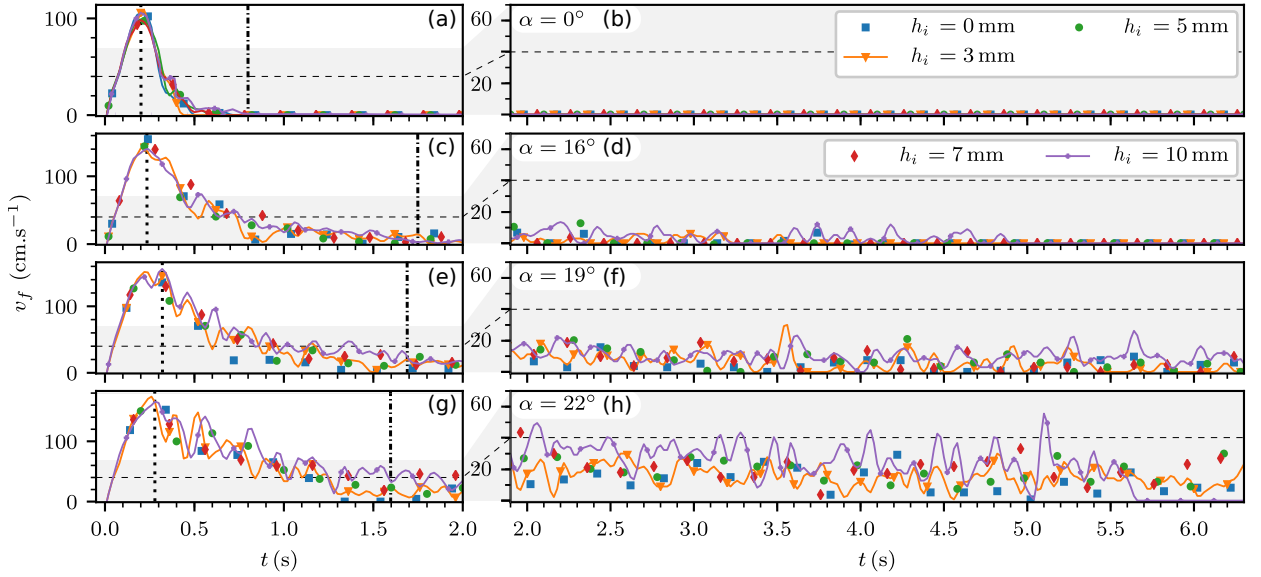 100
0
(a)
60
20
α = 0°
(b)
h_i = 0 mm
h_i = 5 mm
h_i = 3 mm
100
0
(c)
60
20
α = 16°
(d)
h_i = 7 mm
h_i = 10 mm
v_f (cm.s⁻¹)
100
0
(e)
60
20
α = 19°
(f)
100
0
(g)
60
20
α = 22°
(h)
0.0 0.5 1.0 1.5 2.0
2.0 2.5 3.0 3.5 4.0 4.5 5.0 5.5 6.0
t (s)
t (s)